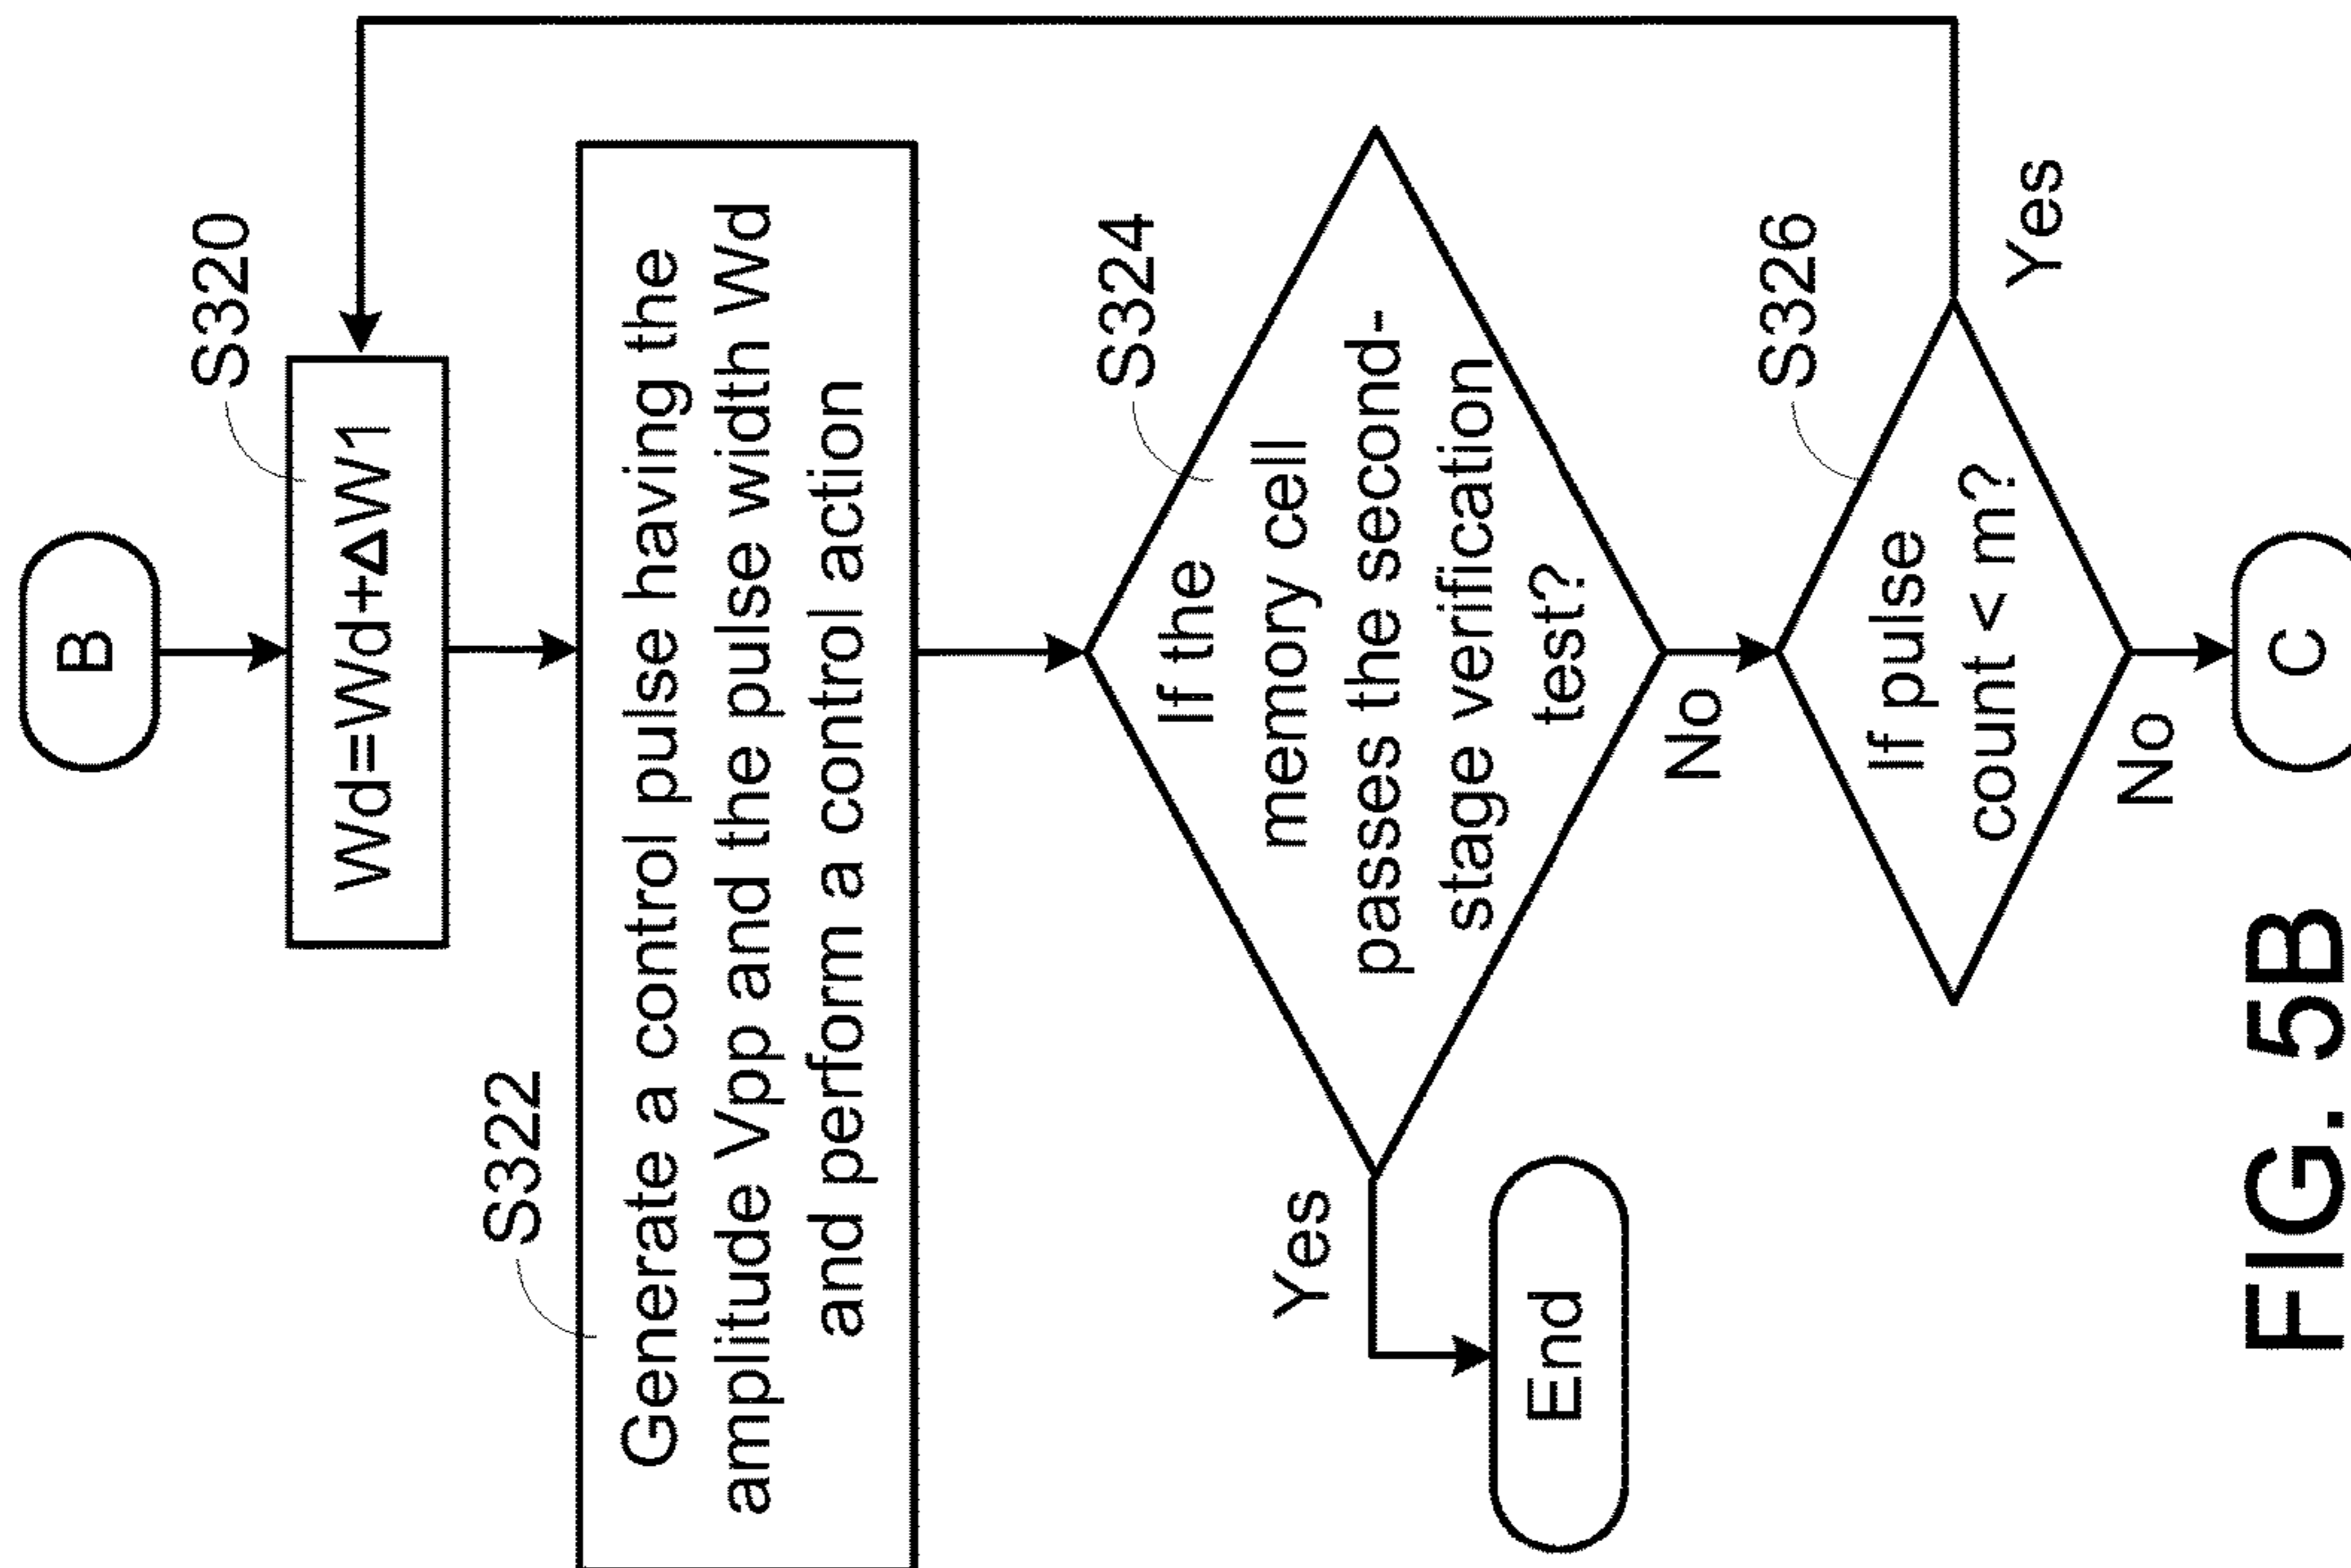 B
S320
Wd=Wd+ΔW1
S322
Generate a control pulse having the
amplitude Vpp and the pulse width Wd
and perform a control action
S324
If the
memory cell
passes the second-
stage verification
test?
Yes
End
No
S326
If pulse
count < m?
Yes
No
C
FIG. 5B